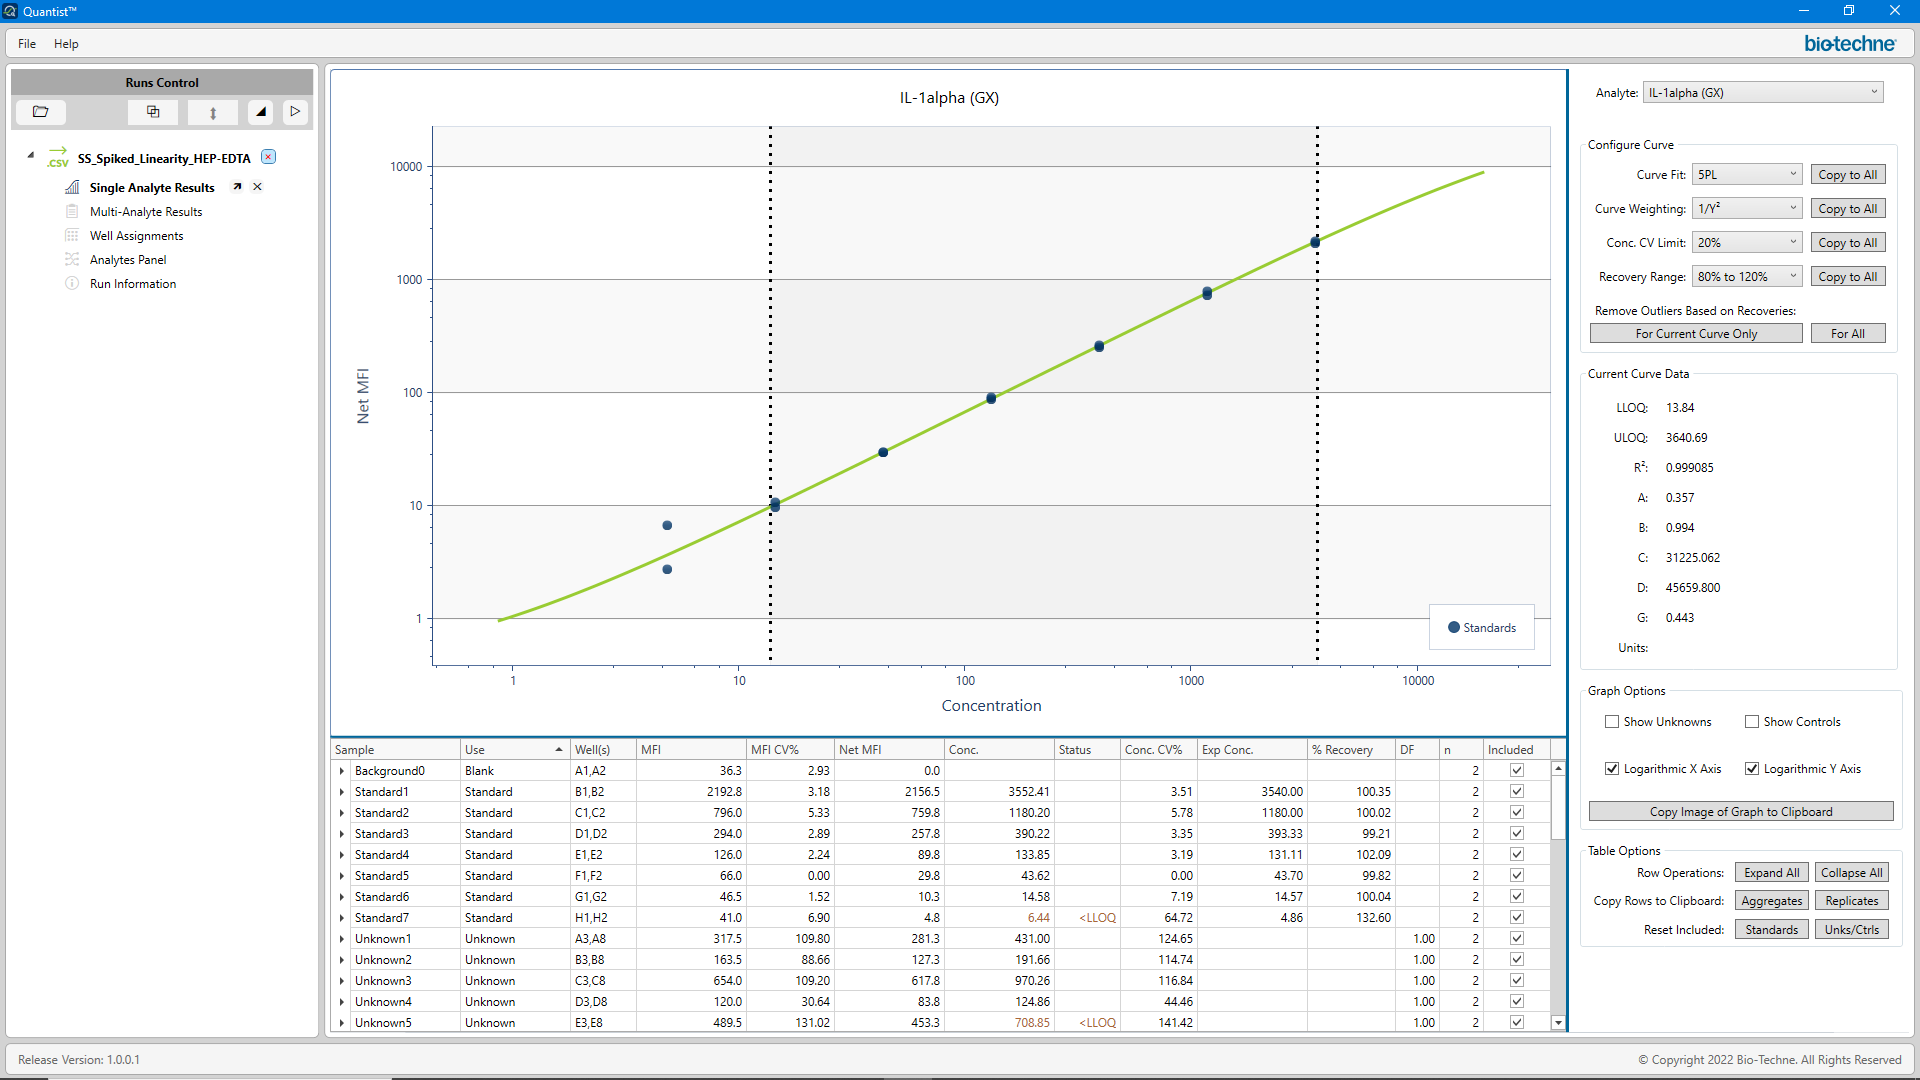 Quantist™
File Help
bio-techne
Runs Control
.CSV SS_Spiked_Linearity_HEP-EDTA
Single Analyte Results
Multi-Analyte Results
Well Assignments
Analytes Panel
Run Information
IL-1alpha (GX)
Net MFI
10000
1000
100
10
1
Standards
1 10 100 1000 10000
Concentration
Sample Use Well(s) MFI MFI CV% Net MFI Conc. Status Conc. CV% Exp Conc. % Recovery DF n Included
Background0 Blank A1,A2 36.3 2.93 0.0 2
Standard1 Standard B1,B2 2192.8 3.18 2156.5 3552.41 3.51 3540.00 100.35 2
Standard2 Standard C1,C2 796.0 5.33 759.8 1180.20 5.78 1180.00 100.02 2
Standard3 Standard D1,D2 294.0 2.89 257.8 390.22 3.35 393.33 99.21 2
Standard4 Standard E1,E2 126.0 2.24 89.8 133.85 3.19 131.11 102.09 2
Standard5 Standard F1,F2 66.0 0.00 29.8 43.62 0.00 43.70 99.82 2
Standard6 Standard G1,G2 46.5 1.52 10.3 14.58 7.19 14.57 100.04 2
Standard7 Standard H1,H2 41.0 6.90 4.8 6.44 <LLOQ 64.72 4.86 132.60 2
Unknown1 Unknown A3,A8 317.5 109.80 281.3 431.00 124.65 1.00 2
Unknown2 Unknown B3,B8 163.5 88.66 127.3 191.66 114.74 1.00 2
Unknown3 Unknown C3,C8 654.0 109.20 617.8 970.26 116.84 1.00 2
Unknown4 Unknown D3,D8 120.0 30.64 83.8 124.86 44.46 1.00 2
Unknown5 Unknown E3,E8 489.5 131.02 453.3 708.85 <LLOQ 141.42 1.00 2
Analyte: IL-1alpha (GX)
Configure Curve
Curve Fit: 5PL Copy to All
Curve Weighting: 1/Y² Copy to All
Conc. CV Limit: 20% Copy to All
Recovery Range: 80% to 120% Copy to All
Remove Outliers Based on Recoveries:
For Current Curve Only For All
Current Curve Data
LLOQ: 13.84
ULOQ: 3640.69
R²: 0.999085
A: 0.357
B: 0.994
C: 31225.062
D: 45659.800
G: 0.443
Units:
Graph Options
Show Unknowns Show Controls
Logarithmic X Axis Logarithmic Y Axis
Copy Image of Graph to Clipboard
Table Options
Row Operations: Expand All Collapse All
Copy Rows to Clipboard: Aggregates Replicates
Reset Included: Standards Unks/Ctrls
Release Version: 1.0.0.1
© Copyright 2022 Bio-Techne. All Rights Reserved